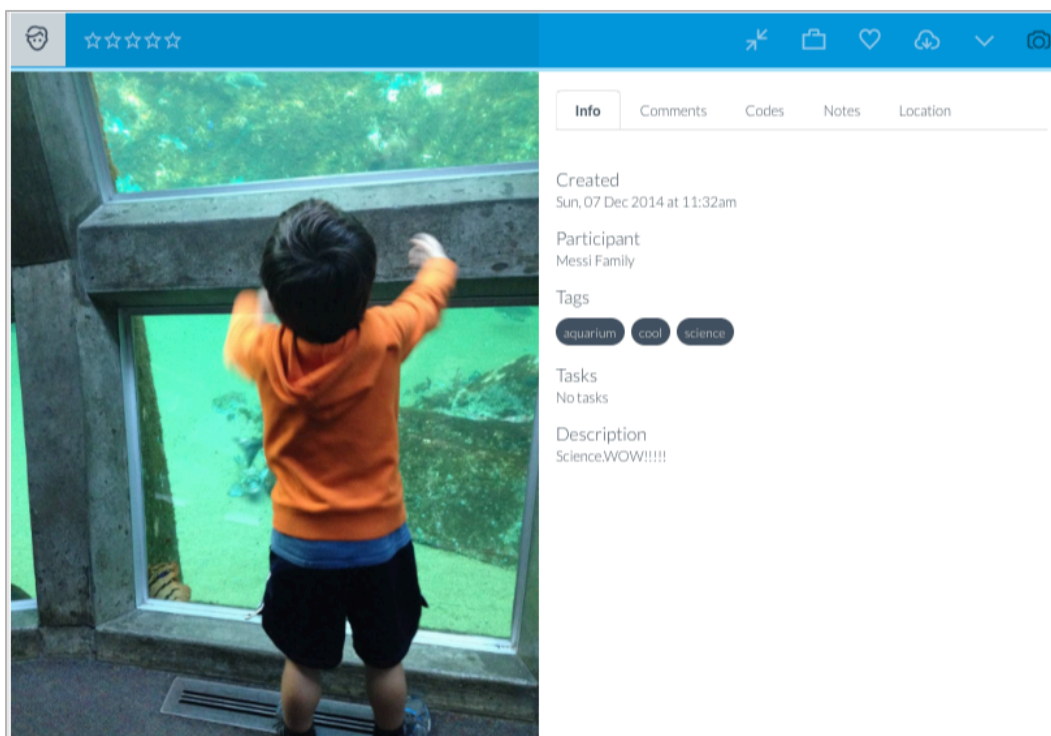 Info Comments Codes Notes Location
Created
Sun, 07 Dec 2014 at 11:32am
Participant
Messi Family
Tags
aquarium cool science
Tasks
No tasks
Description
Science.WOW!!!!!